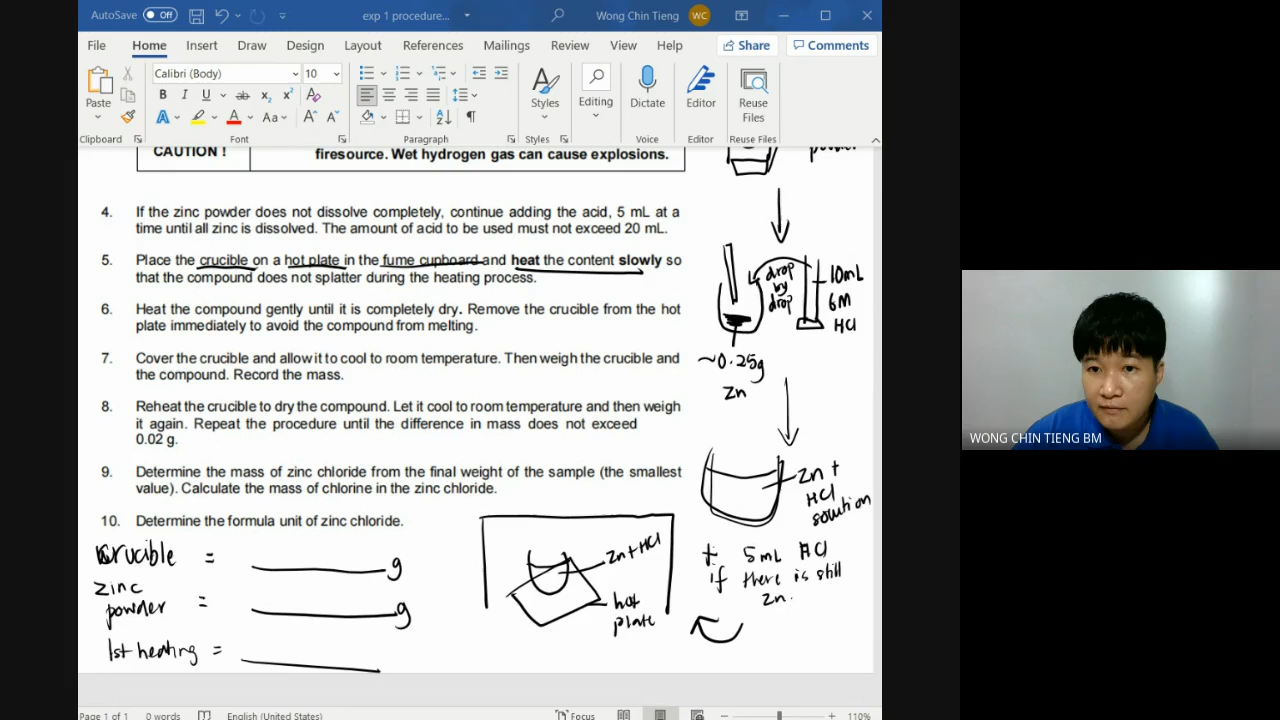 AutoSave Off
exp 1 procedure...
Wong Chin Tieng WC
File Home Insert Draw Design Layout References Mailings Review View Help Share Comments
Calibri (Body) 10
Paste
Styles
Editing
Dictate
Editor
Reuse Files
Clipboard Font Paragraph Styles Voice Editor Reuse Files
CAUTION !
firesource. Wet hydrogen gas can cause explosions.
4. If the zinc powder does not dissolve completely, continue adding the acid, 5 mL at a
time until all zinc is dissolved. The amount of acid to be used must not exceed 20 mL.
5. Place the crucible on a hot plate in the fume cupboard and heat the content slowly so
that the compound does not splatter during the heating process.
6. Heat the compound gently until it is completely dry. Remove the crucible from the hot
plate immediately to avoid the compound from melting.
7. Cover the crucible and allow it to cool to room temperature. Then weigh the crucible and
the compound. Record the mass.
8. Reheat the crucible to dry the compound. Let it cool to room temperature and then weigh
it again. Repeat the procedure until the difference in mass does not exceed
0.02 g.
9. Determine the mass of zinc chloride from the final weight of the sample (the smallest
value). Calculate the mass of chlorine in the zinc chloride.
10. Determine the formula unit of zinc chloride.
crucible = g
zinc
powder = g
1st heating =
Zn + HCl
hot
plate
powder
drop
by
drop
10mL
6M
HCl
~0.25g
Zn
Zn +
HCl
solution
+ 5mL HCl
if there is still
Zn.
WONG CHIN TIENG BM
Page 1 of 1 0 words English (United States) Focus 110%